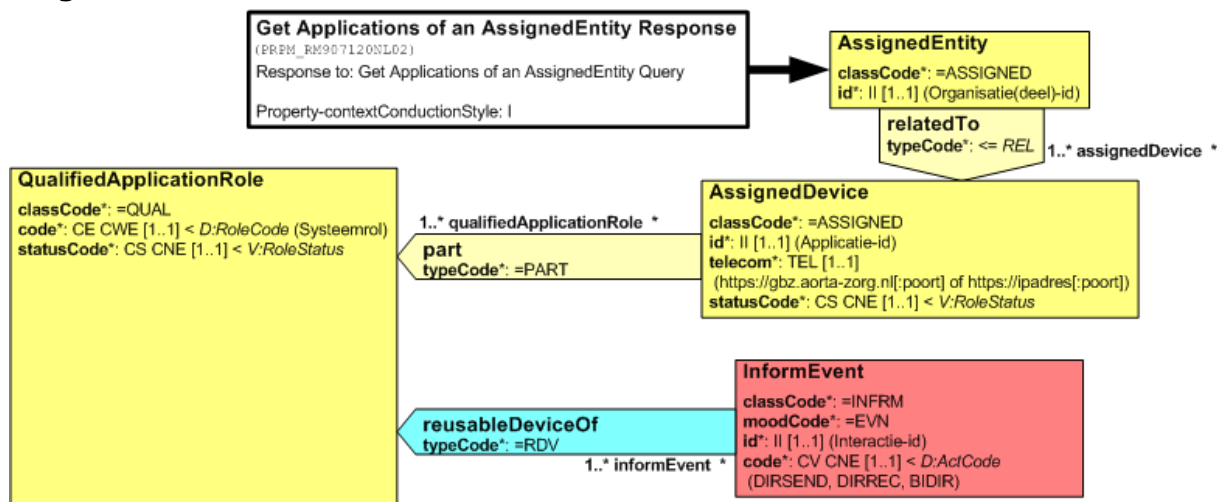 Get Applications of an AssignedEntity Response
(PRPM_RM907120NL02)
Response to: Get Applications of an AssignedEntity Query
Property-contextConductionStyle: I
AssignedEntity
classCode*: =ASSIGNED
id*: II [1..1] (Organisatie(deel)-id)
relatedTo
typeCode*: <= REL
1..* assignedDevice *
AssignedDevice
classCode*: =ASSIGNED
id*: II [1..1] (Applicatie-id)
telecom*: TEL [1..1]
(https://gbz.aorta-zorg.nl[:poort] of https://ipadres[:poort])
statusCode*: CS CNE [1..1] < V:RoleStatus
1..* qualifiedApplicationRole *
part
typeCode*: =PART
QualifiedApplicationRole
classCode*: =QUAL
code*: CE CWE [1..1] < D:RoleCode (Systeemrol)
statusCode*: CS CNE [1..1] < V:RoleStatus
reusableDeviceOf
typeCode*: =RDV
1..* informEvent *
InformEvent
classCode*: =INFRM
moodCode*: =EVN
id*: II [1..1] (Interactie-id)
code*: CV CNE [1..1] < D:ActCode
(DIRSEND, DIRREC, BIDIR)